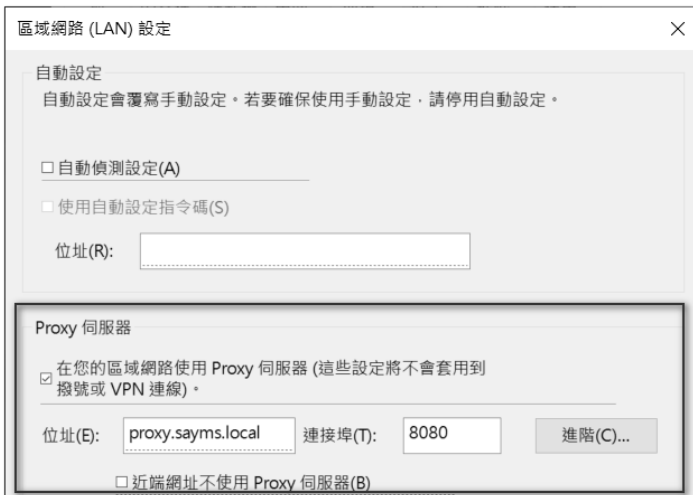 區域網路 (LAN) 設定
自動設定
自動設定會覆寫手動設定。若要確保使用手動設定，請停用自動設定。
自動偵測設定(A)
使用自動設定指令碼(S)
位址(R):
Proxy 伺服器
在您的區域網路使用 Proxy 伺服器 (這些設定將不會套用到
撥號或 VPN 連線)。
位址(E): proxy.sayms.local 連接埠(T): 8080 進階(C)...
近端網址不使用 Proxy 伺服器(B)